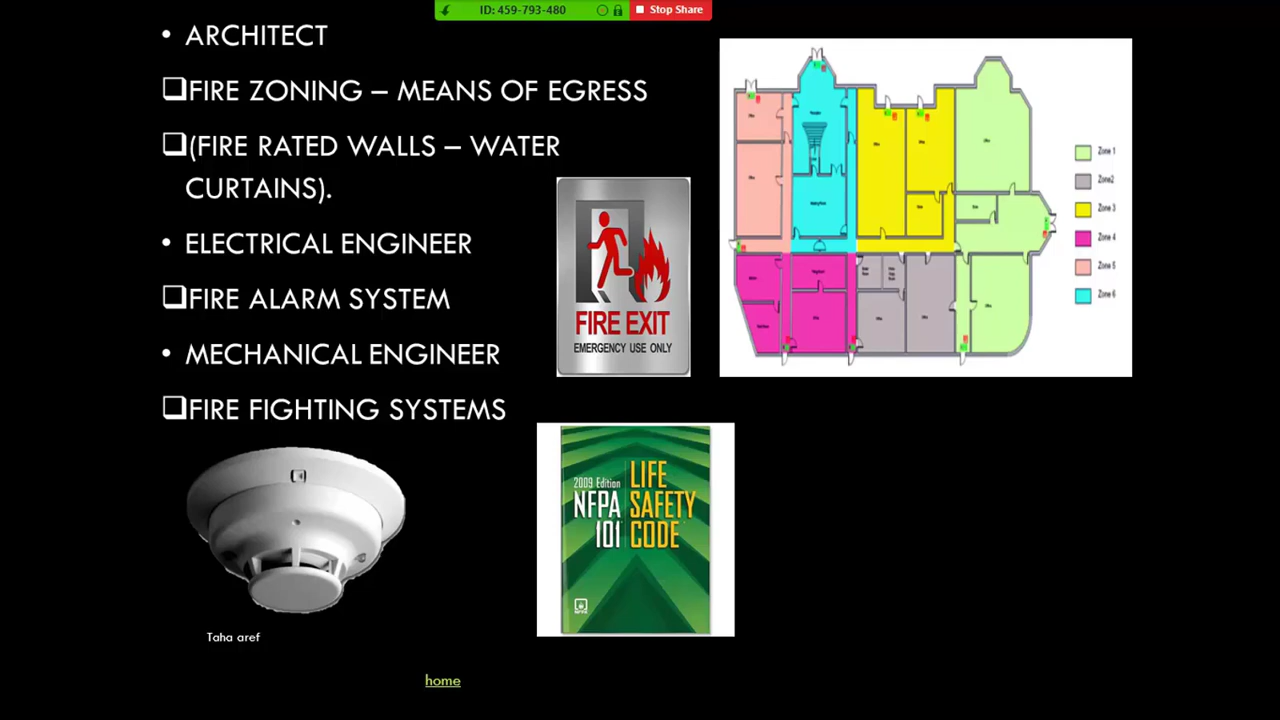 ID: 459-793-480
Stop Share
• ARCHITECT
❑FIRE ZONING – MEANS OF EGRESS
❑(FIRE RATED WALLS – WATER
CURTAINS).
• ELECTRICAL ENGINEER
❑FIRE ALARM SYSTEM
• MECHANICAL ENGINEER
❑FIRE FIGHTING SYSTEMS
FIRE EXIT
EMERGENCY USE ONLY
Zone 1
Zone2
Zone 3
Zone 4
Zone 5
Zone 6
2009 Edition
NFPA
101
LIFE
SAFETY
CODE
NFPA
Taha aref
home